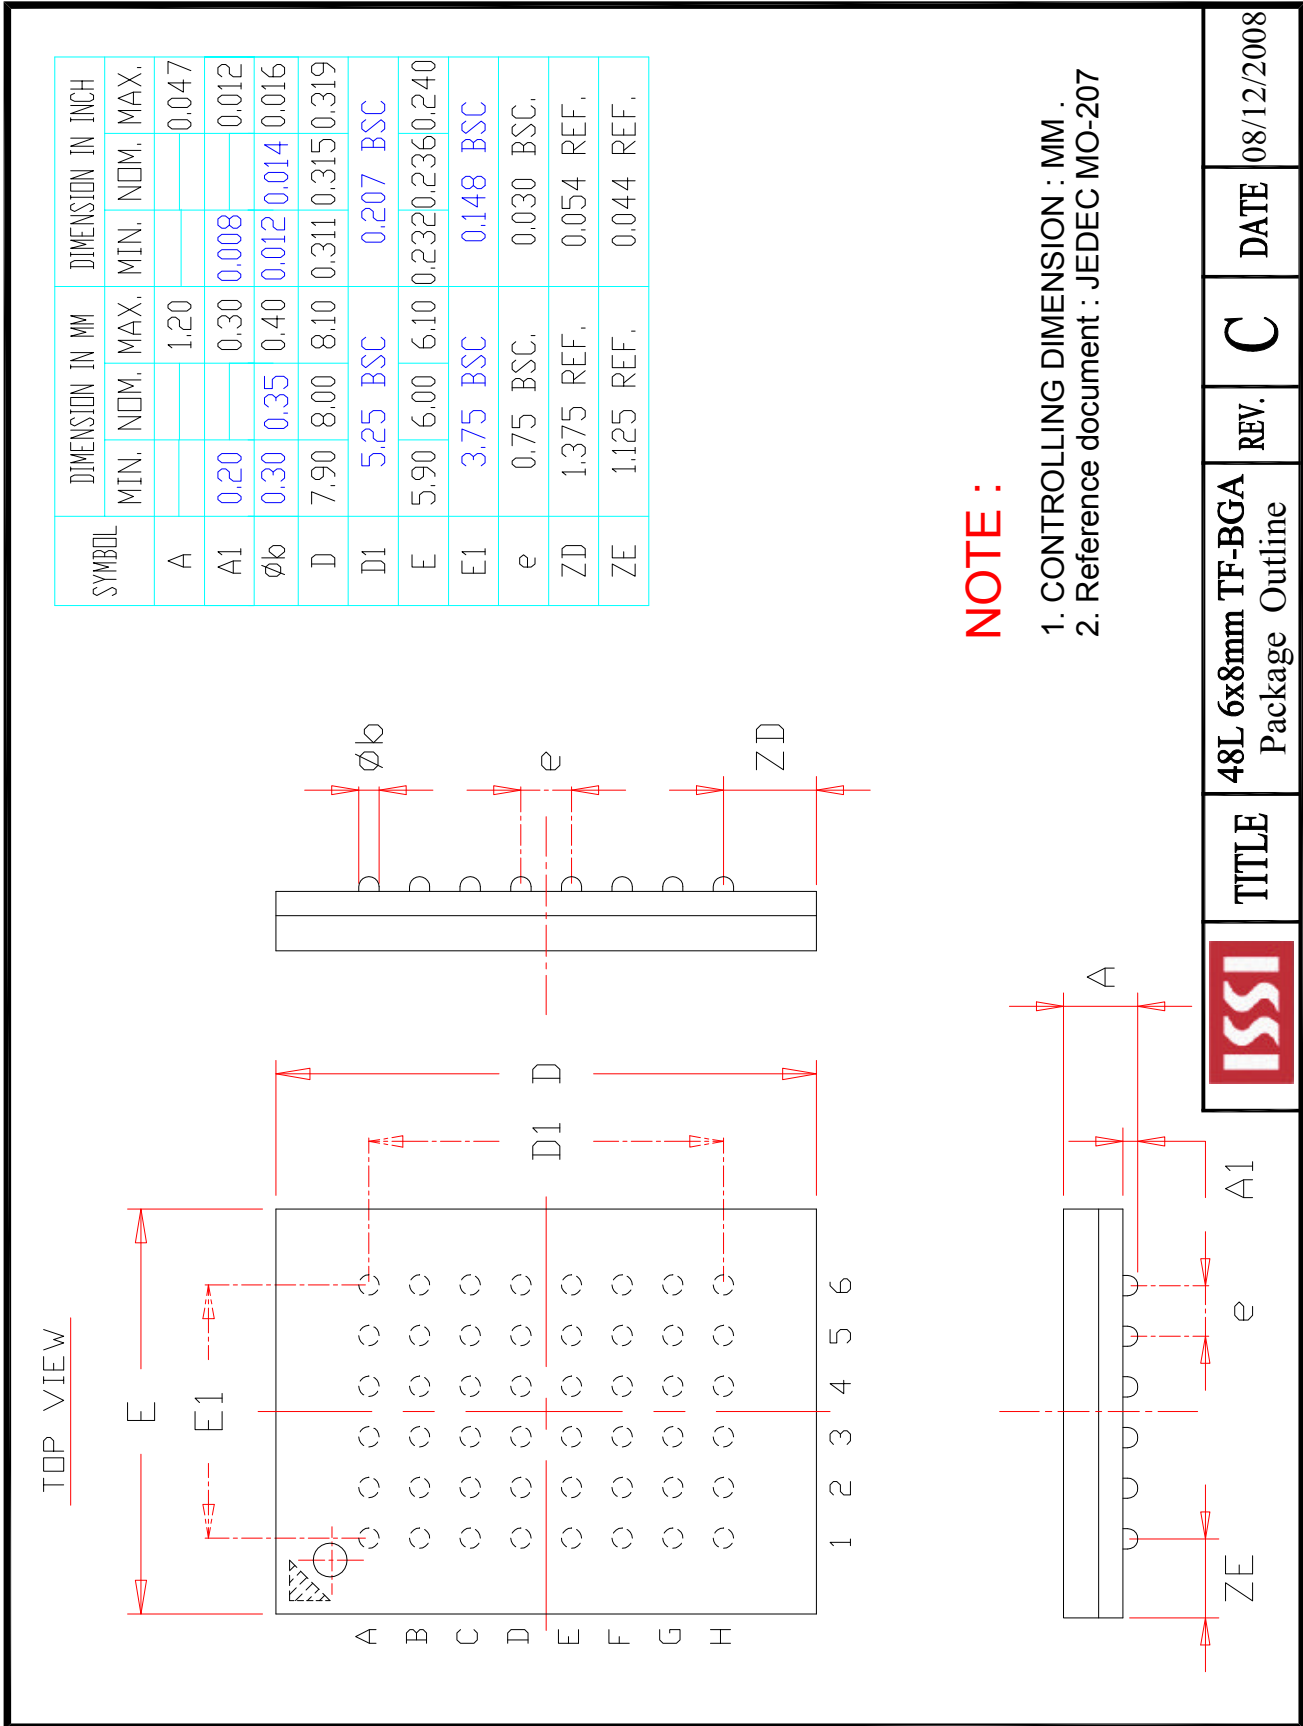 TOP VIEW
E
E1
D
D1
A
B
C
D
E
F
G
H
1 2 3 4 5 6
Øb
e
ZD
A
A1
e
ZE
SYMBOL DIMENSION IN MM DIMENSION IN INCH
MIN. NOM. MAX. MIN. NOM. MAX.
A 1.20 0.047
A1 0.20 0.30 0.008 0.012
Øb 0.30 0.35 0.40 0.012 0.014 0.016
D 7.90 8.00 8.10 0.311 0.315 0.319
D1 5.25 BSC 0.207 BSC
E 5.90 6.00 6.10 0.232 0.236 0.240
E1 3.75 BSC 0.148 BSC
e 0.75 BSC. 0.030 BSC.
ZD 1.375 REF. 0.054 REF.
ZE 1.125 REF. 0.044 REF.
NOTE :
1. CONTROLLING DIMENSION : MM .
2. Reference document : JEDEC MO-207
ISSI
TITLE
48L 6x8mm TF-BGA
Package Outline
REV.
C
DATE
08/12/2008